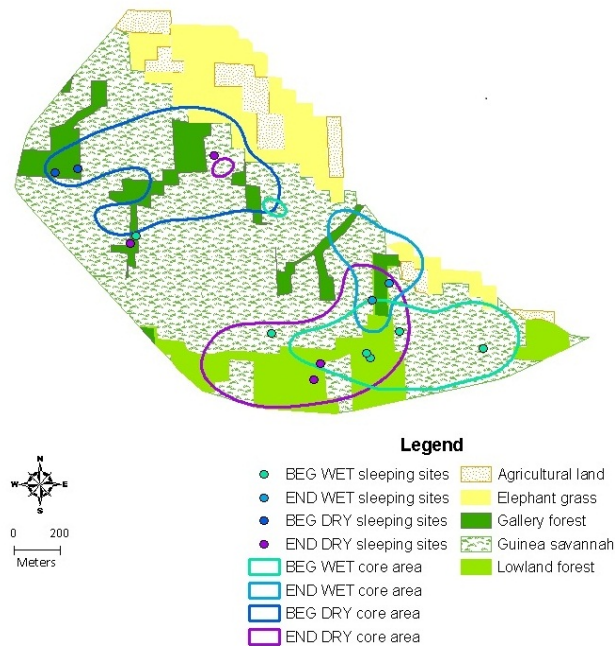 Legend
BEG WET sleeping sites
END WET sleeping sites
BEG DRY sleeping sites
END DRY sleeping sites
BEG WET core area
END WET core area
BEG DRY core area
END DRY core area
Agricultural land
Elephant grass
Gallery forest
Guinea savannah
Lowland forest
N
W E
S
0 200
Meters